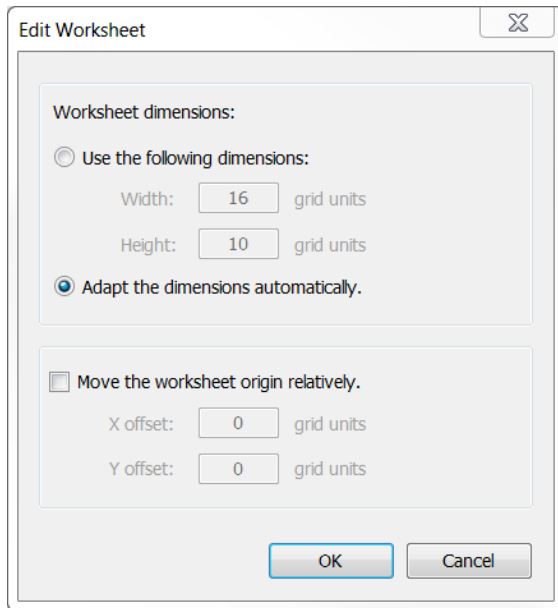 Edit Worksheet
Worksheet dimensions:
Use the following dimensions:
Width: 16 grid units
Height: 10 grid units
Adapt the dimensions automatically.
Move the worksheet origin relatively.
X offset: 0 grid units
Y offset: 0 grid units
OK Cancel